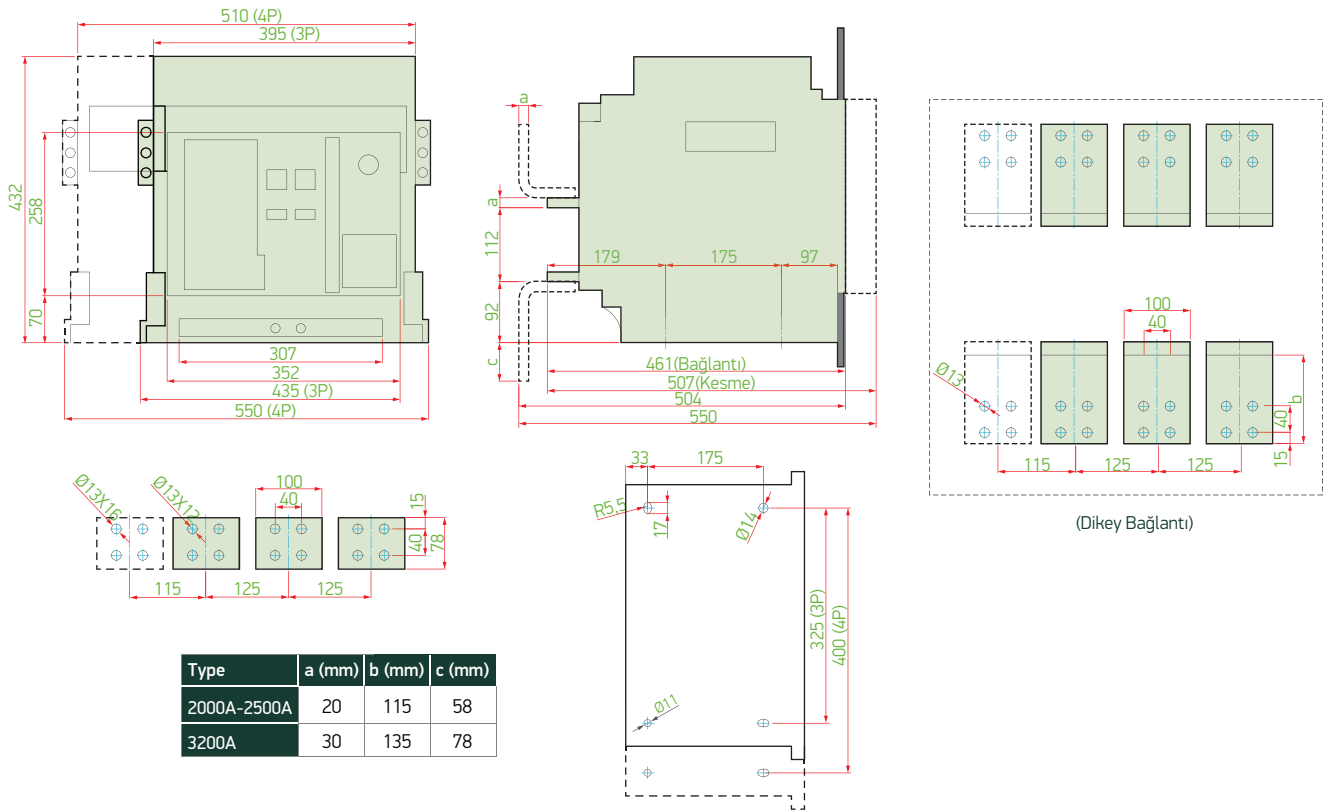 510 (4P)
395 (3P)
432
258
70
307
352
435 (3P)
550 (4P)
a
a
112
92
c
179
175
97
461(Bağlantı)
507(Kesme)
504
550
100
40
Ø13
b
40
15
115
125
125
(Dikey Bağlantı)
Ø13X16
Ø13X12
100
40
15
40
78
115
125
125
33
175
R5,5
17
Ø14
325 (3P)
400 (4P)
Ø11
Type a (mm) b (mm) c (mm)
2000A-2500A 20 115 58
3200A 30 135 78